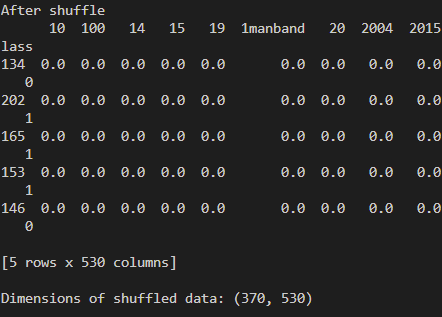 After shuffle
      10  100   14   15   19  1manband   20  2004  2015
lass
134  0.0  0.0  0.0  0.0  0.0       0.0  0.0   0.0   0.0
   0
202  0.0  0.0  0.0  0.0  0.0       0.0  0.0   0.0   0.0
   1
165  0.0  0.0  0.0  0.0  0.0       0.0  0.0   0.0   0.0
   1
153  0.0  0.0  0.0  0.0  0.0       0.0  0.0   0.0   0.0
   1
146  0.0  0.0  0.0  0.0  0.0       0.0  0.0   0.0   0.0
   0
[5 rows x 530 columns]
Dimensions of shuffled data: (370, 530)